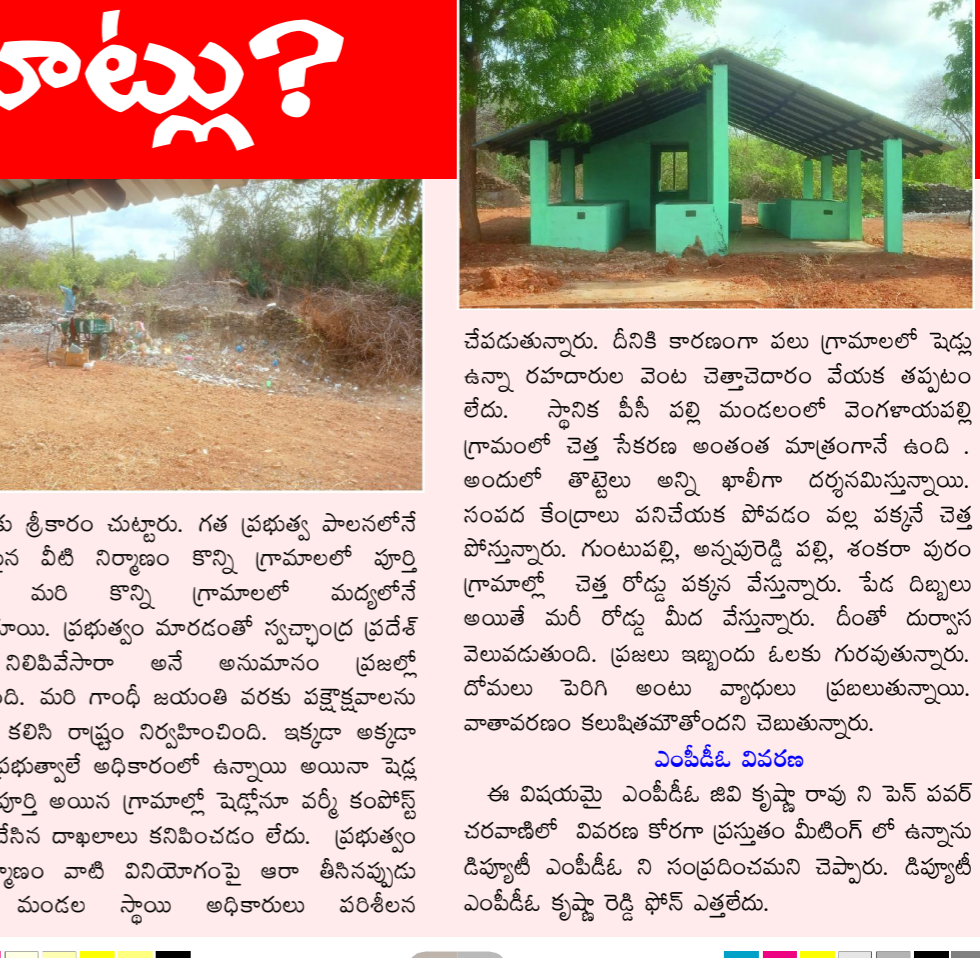 ట్లు?
కు శ్రీకారం చుట్టారు. గత ప్రభుత్వ పాలనలోనే
వీటి నిర్మాణం కొన్ని గ్రామాలలో పూర్తి
మరి కొన్ని గ్రామాలలో మద్యలోనే
ప్రభుత్వం మారడంతో స్వచ్ఛాంద్ర ప్రదేశ్
నిలిపివేసారా అనే అనుమానం ప్రజల్లో
మరి గాంధీ జయంతి వరకు పక్షౌక్షవాలను
కలిసి రాష్ట్రం నిర్వహించింది. ఇక్కడా అక్కడా
ప్రభుత్వాలే అధికారంలో ఉన్నాయి అయినా షెడ్ల
పూర్తి అయిన గ్రామాల్లో షెడ్లోనూ వర్మీ కంపోస్ట్
చేసిన దాఖలాలు కనిపించడం లేదు. ప్రభుత్వం
వాటి వినియోగంపై ఆరా తీసినప్పుడు
మండల స్థాయి అధికారులు పరిశీలన
చేపడుతున్నారు. దీనికి కారణంగా పలు గ్రామాలలో షెడ్లు
ఉన్నా రహదారుల వెంట చెత్తాచెదారం వేయక తప్పటం
లేదు. స్థానిక పీసీ పల్లి మండలంలో వెంగళాయపల్లి
గ్రామంలో చెత్త సేకరణ అంతంత మాత్రంగానే ఉంది .
అందులో తొట్టెలు అన్ని ఖాలీగా దర్శనమిస్తున్నాయి.
సంపద కేంద్రాలు పనిచేయక పోవడం వల్ల పక్కనే చెత్త
పోస్తున్నారు. గుంటుపల్లి, అన్నపురెడ్డి పల్లి, శంకరా పురం
గ్రామాల్లో చెత్త రోడ్డు పక్కన వేస్తున్నారు. పేడ దిబ్బలు
అయితే మరీ రోడ్డు మీద వేస్తున్నారు. దీంతో దుర్వాస
వెలువడుతుంది. ప్రజలు ఇబ్బందు ఓలకు గురవుతున్నారు.
దోమలు పెరిగి అంటు వ్యాధులు ప్రబలుతున్నాయి.
వాతావరణం కలుషితమౌతోందని చెబుతున్నారు.
ఎంపీడీఓ వివరణ
ఈ విషయమై ఎంపీడీఓ జివి కృష్ణా రావు ని పెన్ పవర్
చరవాణిలో వివరణ కోరగా ప్రస్తుతం మీటింగ్ లో ఉన్నాను
డిప్యూటీ ఎంపీడీఓ ని సంప్రదించమని చెప్పారు. డిప్యూటీ
ఎంపీడీఓ కృష్ణా రెడ్డి ఫోన్ ఎత్తలేదు.